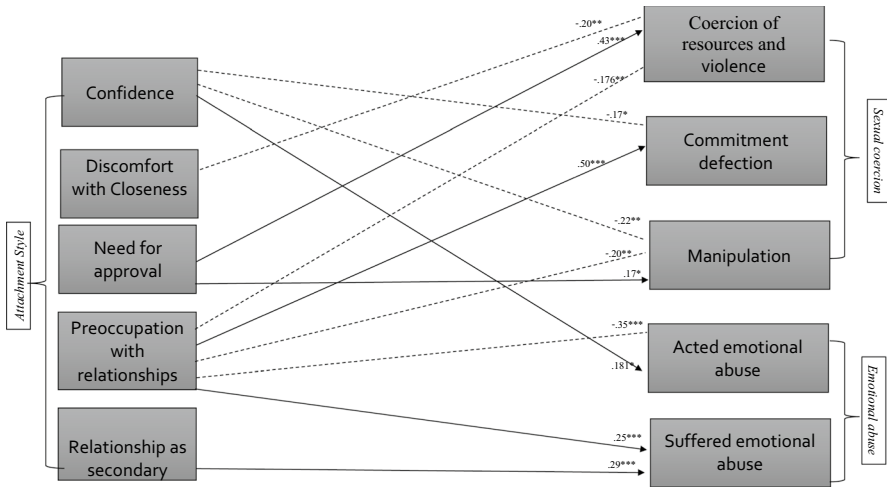 Attachment Style
Confidence
Discomfort
with Closeness
Need for
approval
Preoccupation
with
relationships
Relationship as
secondary
-.20**
.43***
-.176**
-.17*
.50***
-.22**
-.20**
.17*
-.35***
.181*
.25***
.29***
Coercion of
resources and
violence
Commitment
defection
Manipulation
Acted emotional
abuse
Suffered emotional
abuse
Sexual coercion
Emotional abuse